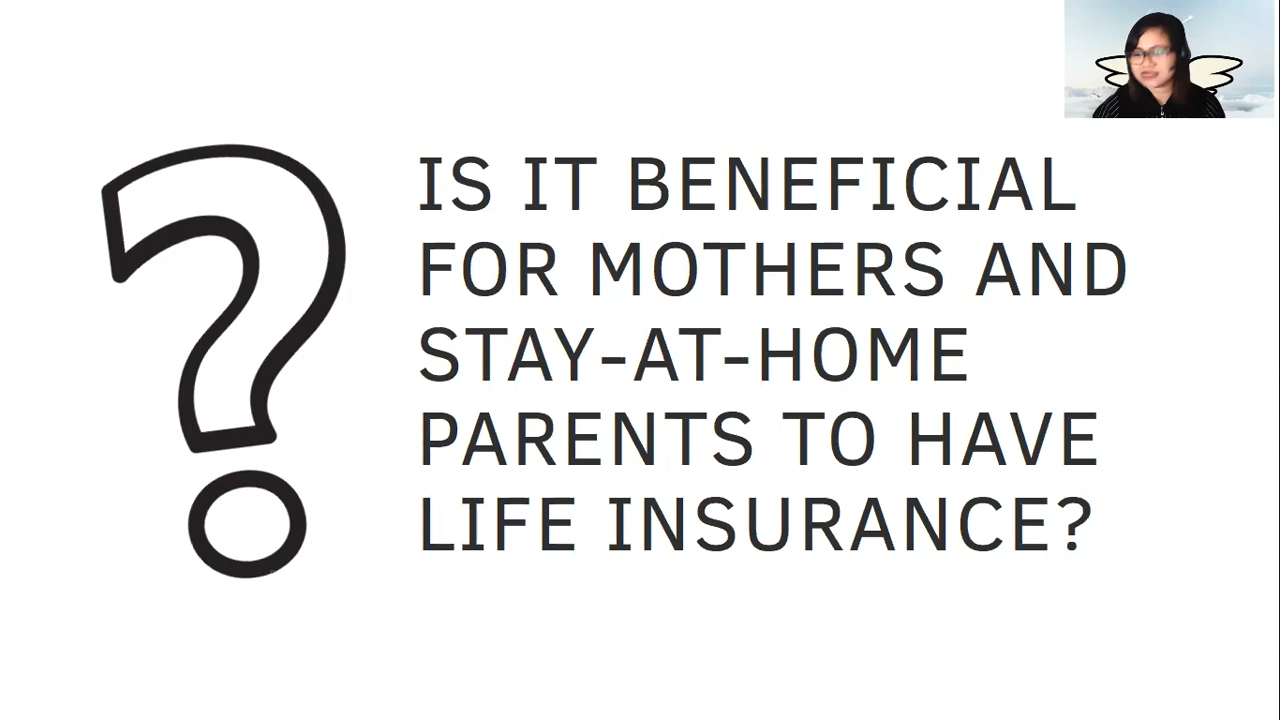 IS IT BENEFICIAL
FOR MOTHERS AND
STAY-AT-HOME
PARENTS TO HAVE
LIFE INSURANCE?